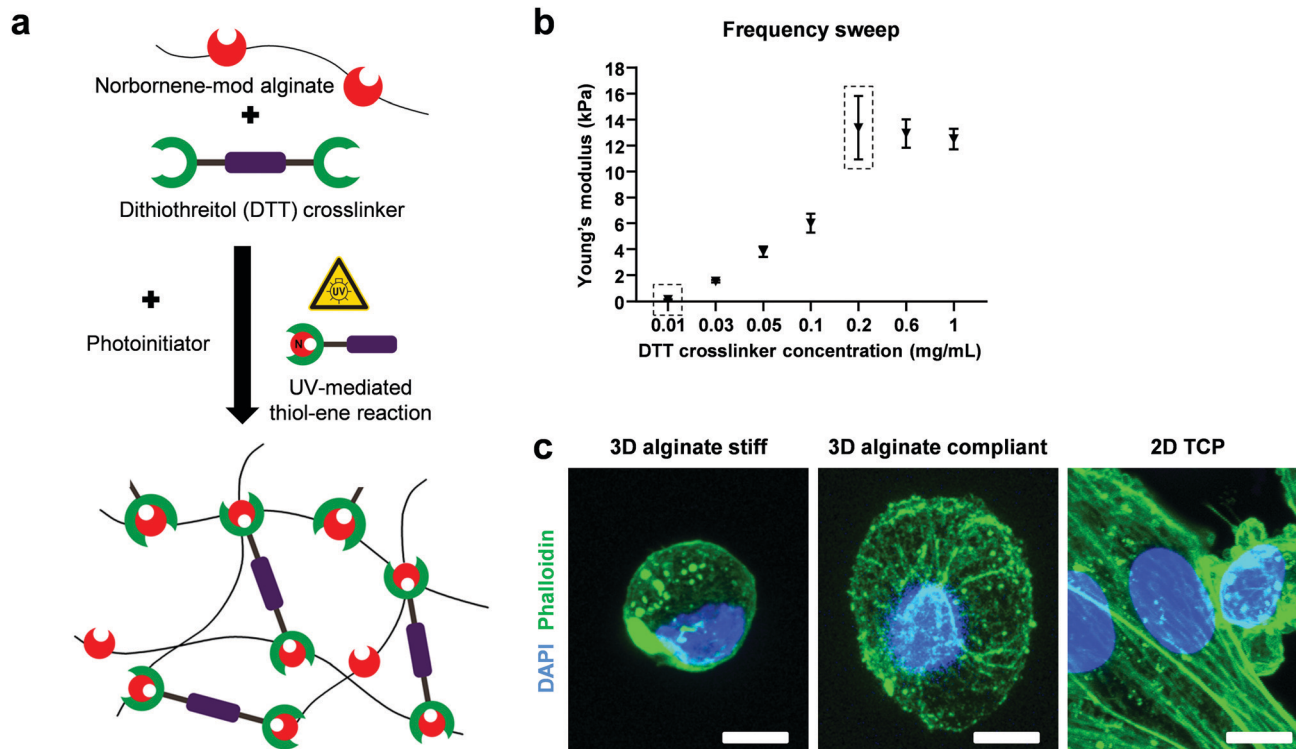 a
Norbornene-mod alginate
Dithiothreitol (DTT) crosslinker
Photoinitiator
UV
N
UV-mediated
thiol-ene reaction
b
Frequency sweep
Young's modulus (kPa)
18
16
14
12
10
8
6
4
2
0
0.01 0.03 0.05 0.1 0.2 0.6 1
DTT crosslinker concentration (mg/mL)
c
3D alginate stiff
3D alginate compliant
2D TCP
DAPI Phalloidin